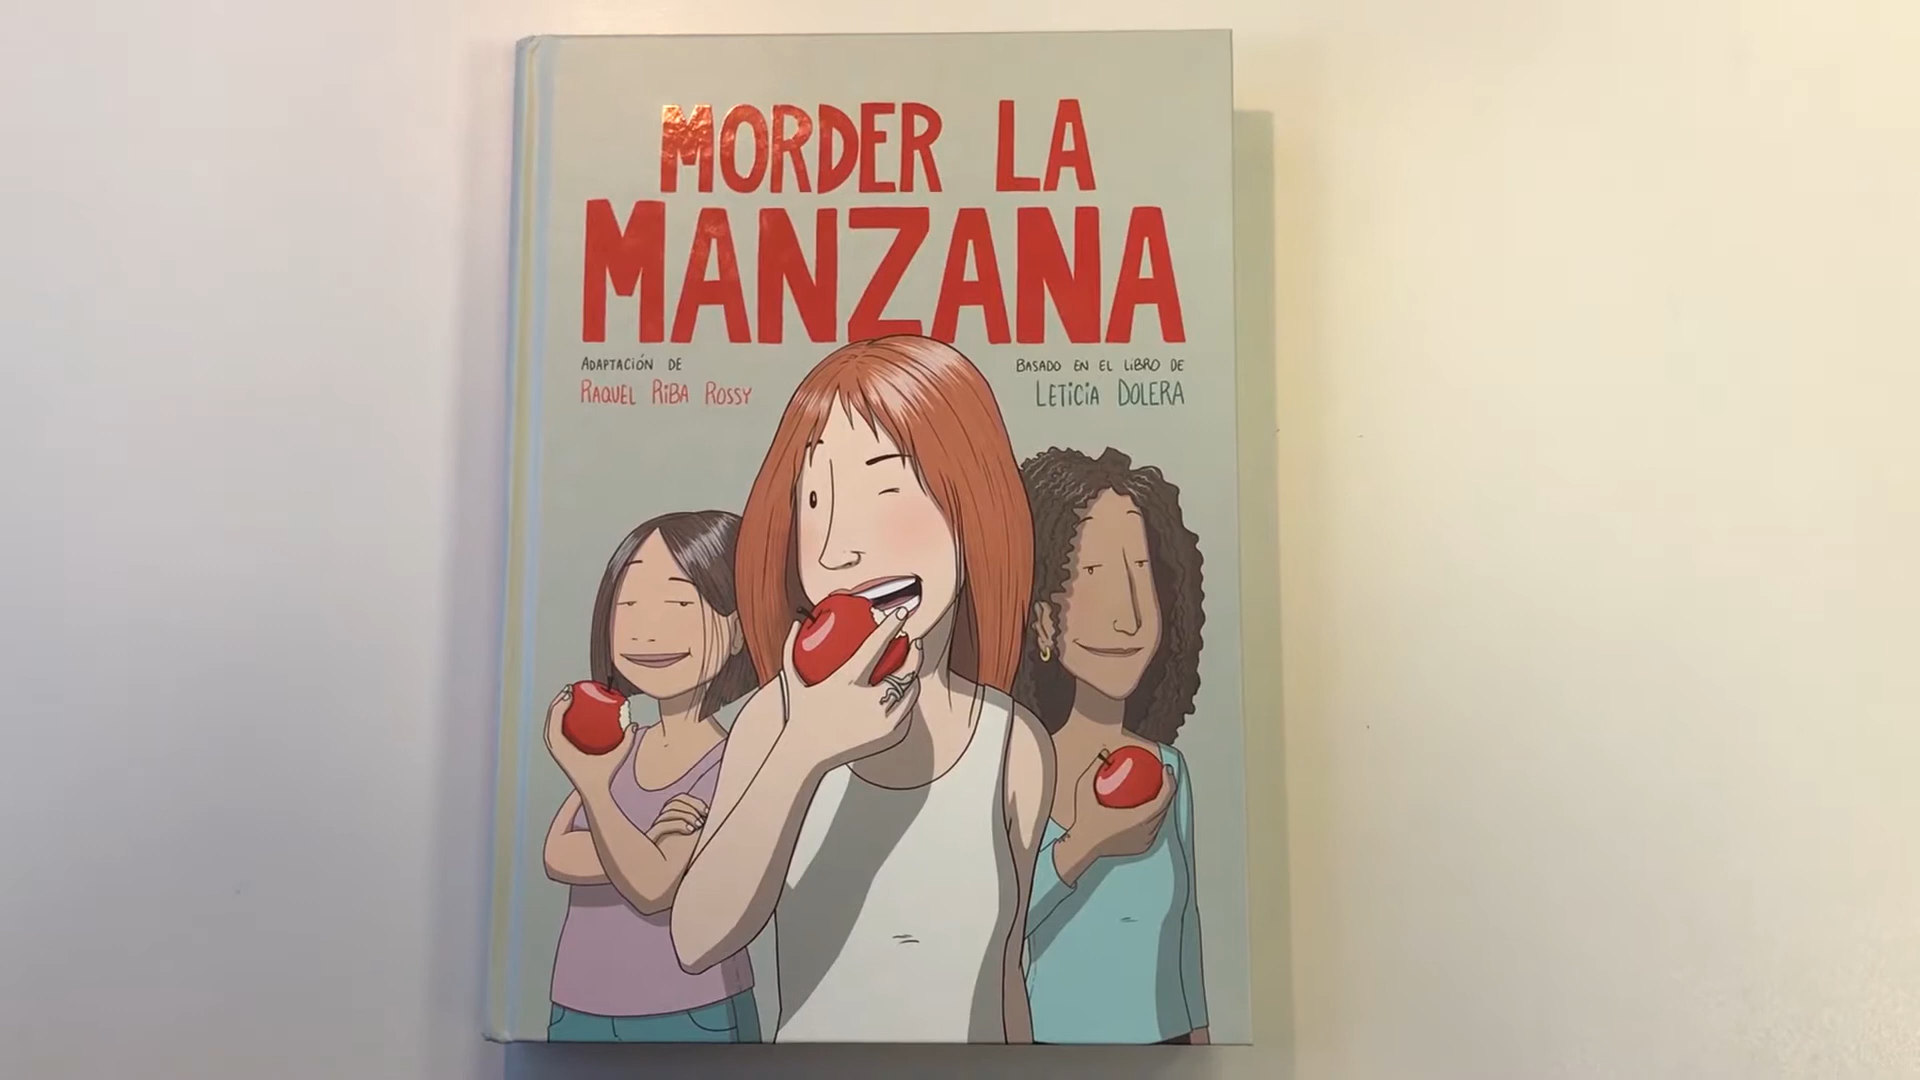 MORDER LA
MANZANA
ADAPTACIÓN DE
RAQUEL RIBA ROSSY
BASADO EN EL LIBRO DE
LETICIA DOLERA